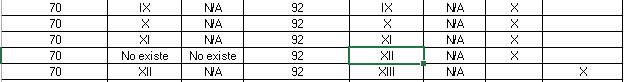 70 IX N/A 92 IX N/A X
70 X N/A 92 X N/A X
70 XI N/A 92 XI N/A X
70 No existe No existe 92 XII N/A X
70 XII N/A 92 XIII N/A X